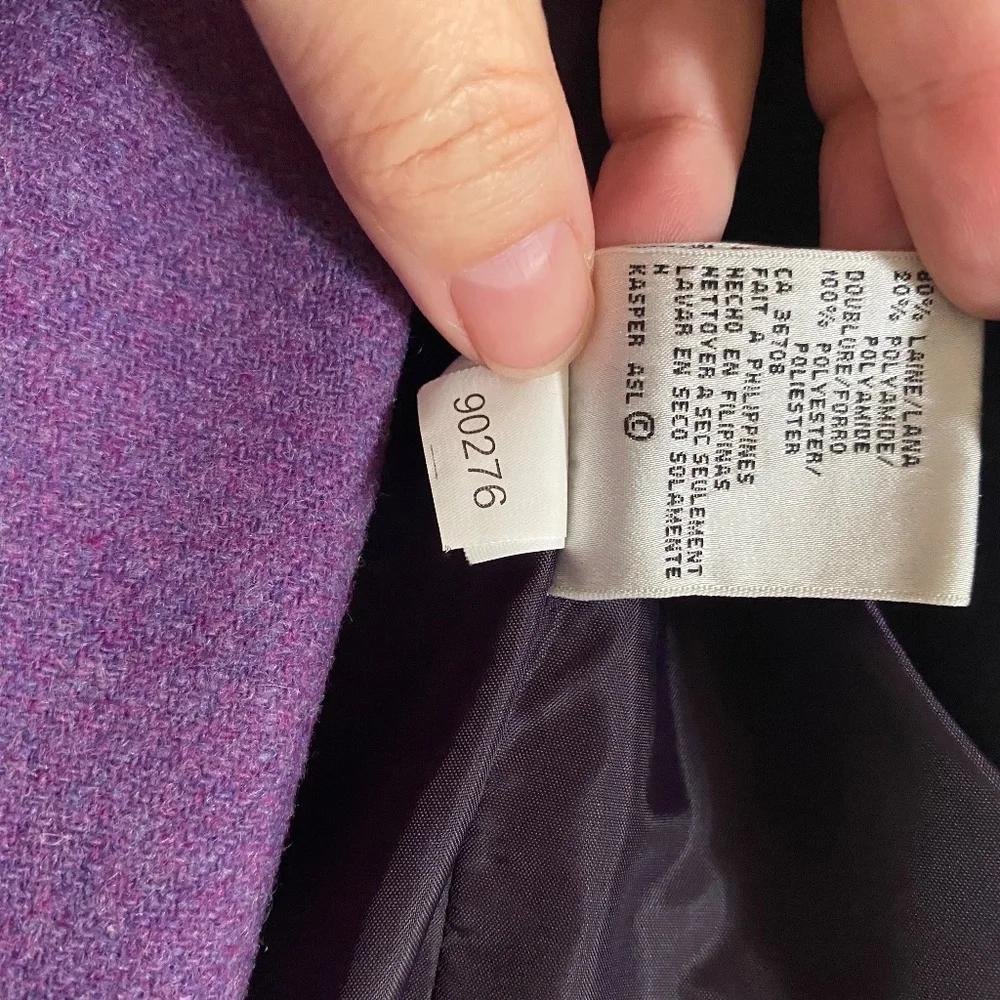 80% LAINE/LANA
20% POLYAMIDE/
POLYAMIDE
DOUBLURE/FORRO
100% POLYESTER/
POLIESTER
CA 36708
FAIT A PHILIPPINES
HECHO EN FILIPINAS
NETTOYER A SEC SEULEMENT
LAVAR EN SECO SOLAMENTE
H
KASPER ASL ©
90276